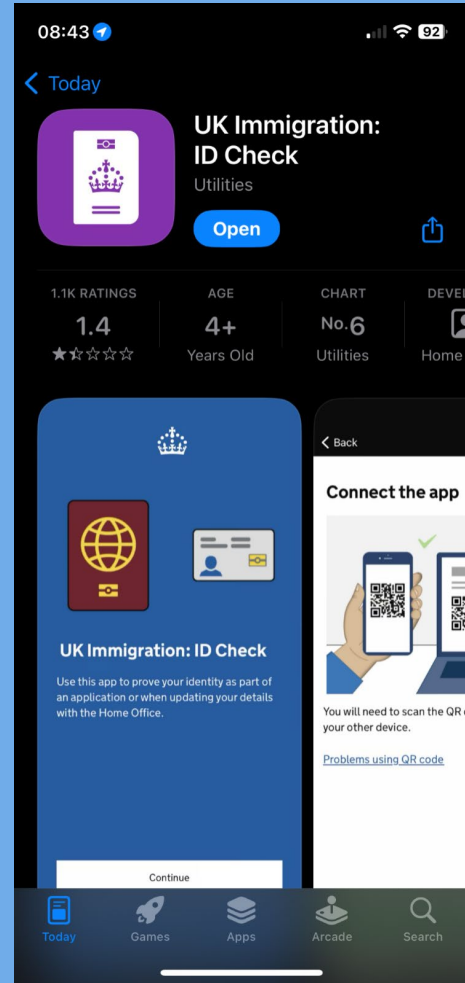 08:43
92
Today
UK Immigration:
ID Check
Utilities
Open
1.1K RATINGS
1.4
AGE
4+
Years Old
CHART
No.6
Utilities
DEVEL
Home
UK Immigration: ID Check
Use this app to prove your identity as part of
an application or when updating your details
with the Home Office.
Continue
Back
Connect the app
You will need to scan the QR
your other device.
Problems using QR code
Today
Games
Apps
Arcade
Search